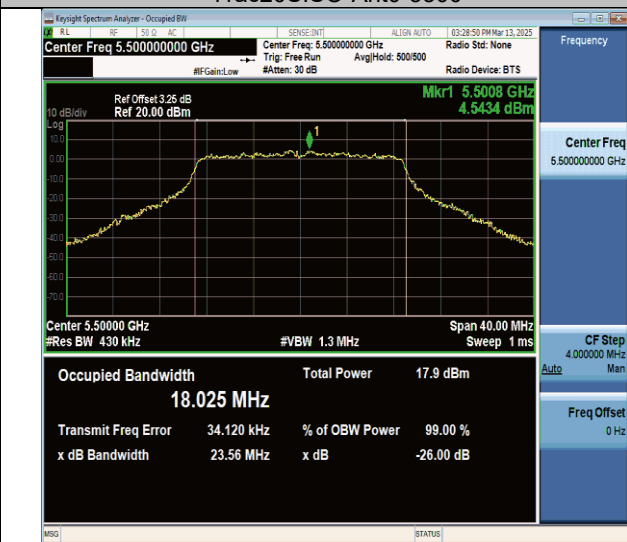 Keysight Spectrum Analyzer - Occupied BW
RL RF 50 Ω AC SENSE:INT ALIGN AUTO 03:28:50 PM Mar 13, 2025
Center Freq 5.500000000 GHz
Center Freq: 5.500000000 GHz Radio Std: None
Trig: Free Run Avg|Hold: 500/500
#IFGain:Low #Atten: 30 dB Radio Device: BTS
Frequency
Mkr1 5.5008 GHz
4.5434 dBm
Ref Offset 3.25 dB
10 dB/div Ref 20.00 dBm
Log
10.0
0.00
-10.0
-20.0
-30.0
-40.0
-50.0
-60.0
-70.0
1
Center 5.50000 GHz Span 40.00 MHz
#Res BW 430 kHz #VBW 1.3 MHz Sweep 1 ms
Occupied Bandwidth Total Power 17.9 dBm
18.025 MHz
Transmit Freq Error 34.120 kHz % of OBW Power 99.00 %
x dB Bandwidth 23.56 MHz x dB -26.00 dB
Center Freq
5.500000000 GHz
CF Step
4.000000 MHz
Auto Man
Freq Offset
0 Hz
MSG STATUS